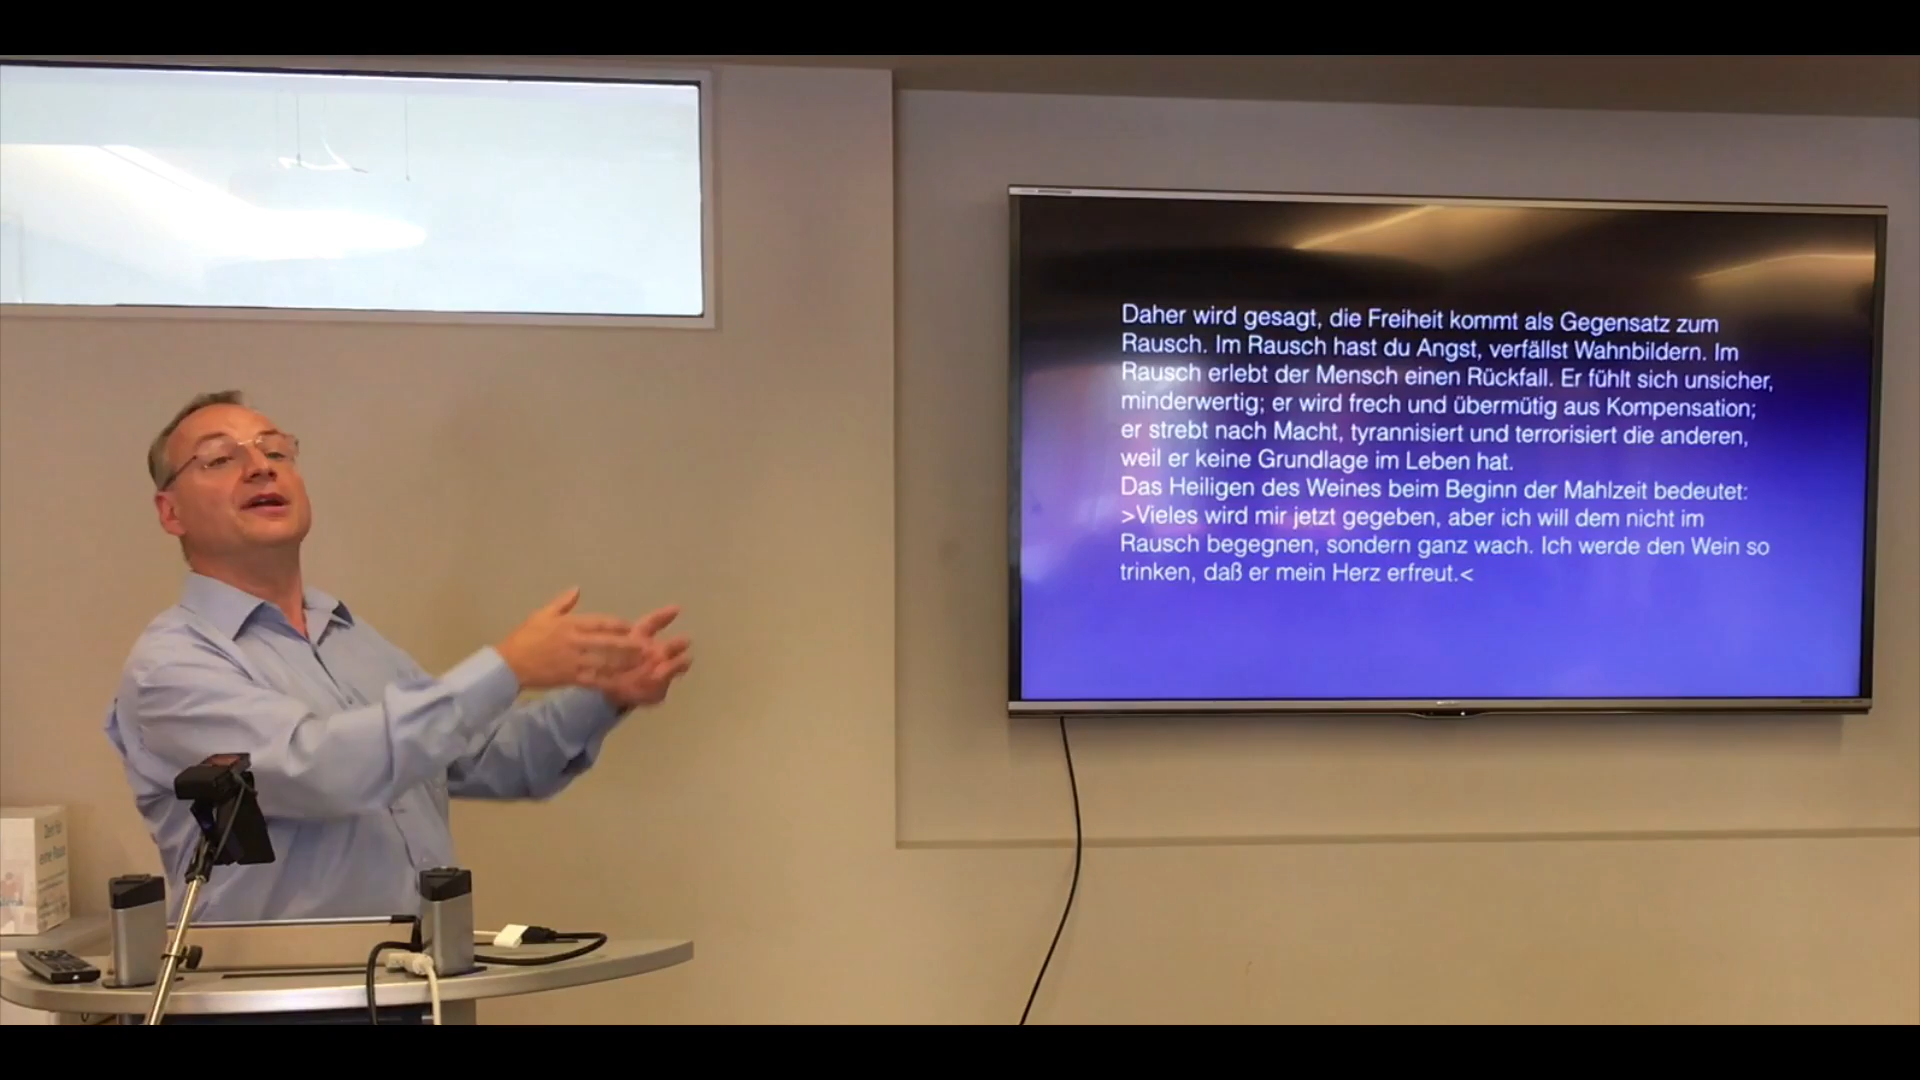 Daher wird gesagt, die Freiheit kommt als Gegensatz zum
Rausch. Im Rausch hast du Angst, verfällst Wahnbildern. Im
Rausch erlebt der Mensch einen Rückfall. Er fühlt sich unsicher,
minderwertig; er wird frech und übermütig aus Kompensation;
er strebt nach Macht, tyrannisiert und terrorisiert die anderen,
weil er keine Grundlage im Leben hat.
Das Heiligen des Weines beim Beginn der Mahlzeit bedeutet:
>Vieles wird mir jetzt gegeben, aber ich will dem nicht im
Rausch begegnen, sondern ganz wach. Ich werde den Wein so
trinken, daß er mein Herz erfreut.<
Zeit für
eine Pause